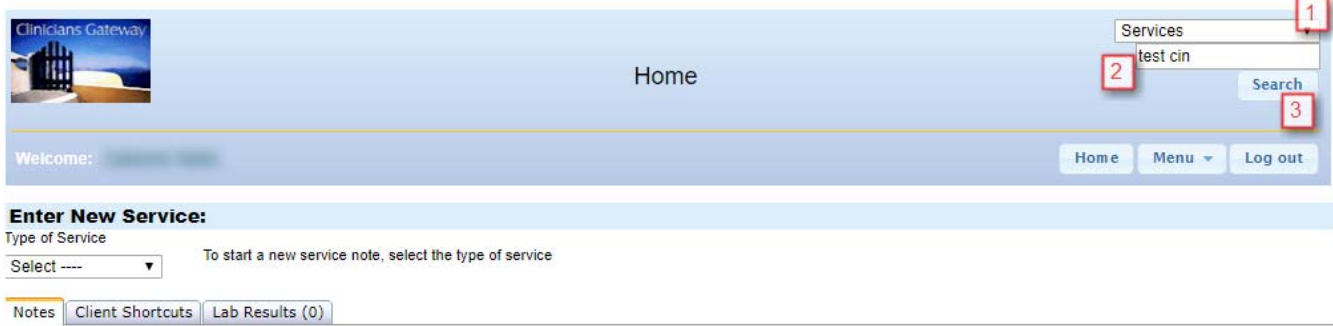 Clinicians Gateway
1
Services
Home
2
test cin
Search
3
Welcome:
Home Menu Log out
Enter New Service:
Type of Service
Select ----
To start a new service note, select the type of service
Notes Client Shortcuts Lab Results (0)